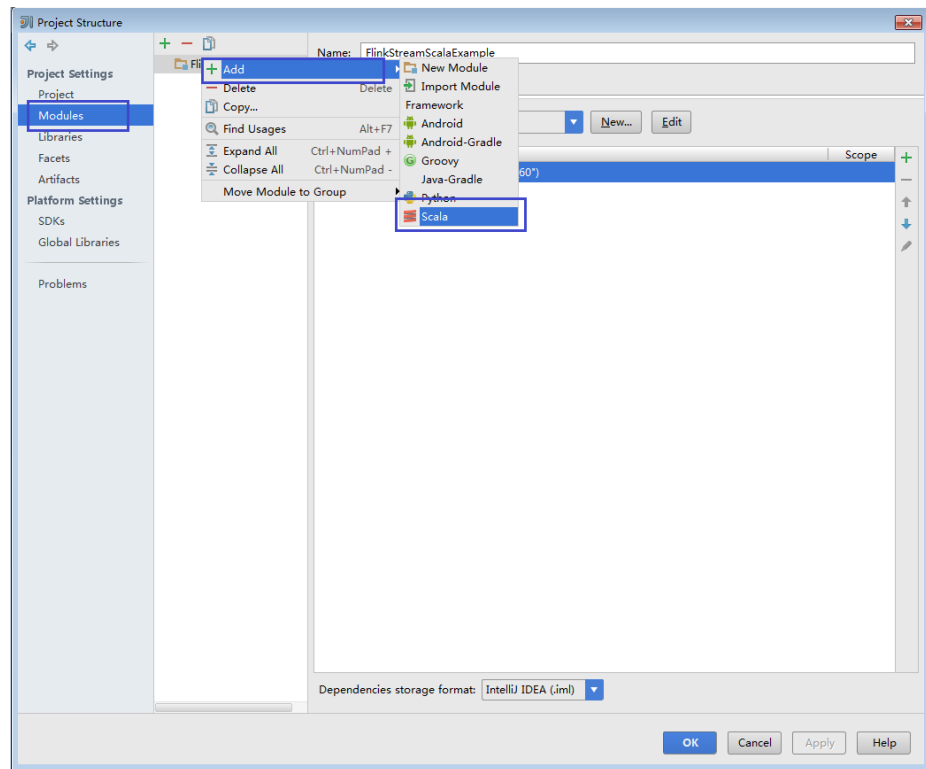 Project Structure
Project Settings
Project
Modules
Libraries
Facets
Artifacts
Platform Settings
SDKs
Global Libraries
Problems
Name: FlinkStreamScalaExample
Add
Delete Delete
Copy...
Find Usages Alt+F7
Expand All Ctrl+NumPad +
Collapse All Ctrl+NumPad -
Move Module to Group
New Module
Import Module
Framework
Android
Android-Gradle
Groovy
Java-Gradle
Python
Scala
New... Edit
Scope
60")
Dependencies storage format: IntelliJ IDEA (.iml)
OK Cancel Apply Help